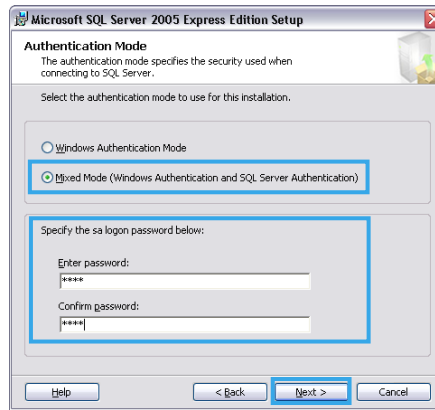 Microsoft SQL Server 2005 Express Edition Setup
Authentication Mode
The authentication mode specifies the security used when
connecting to SQL Server.
Select the authentication mode to use for this installation.
Windows Authentication Mode
Mixed Mode (Windows Authentication and SQL Server Authentication)
Specify the sa logon password below:
Enter password:
****
Confirm password:
****
Help
< Back
Next >
Cancel